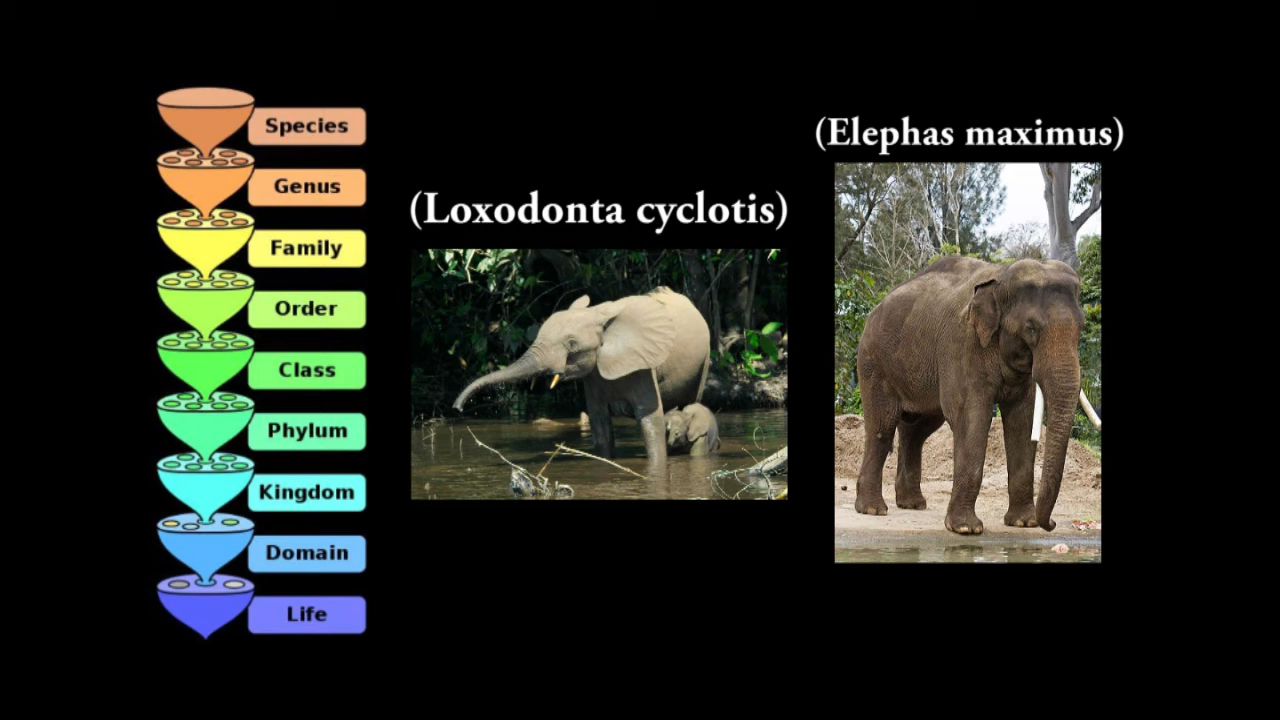 Species
Genus
Family
Order
Class
Phylum
Kingdom
Domain
Life
(Loxodonta cyclotis)
(Elephas maximus)